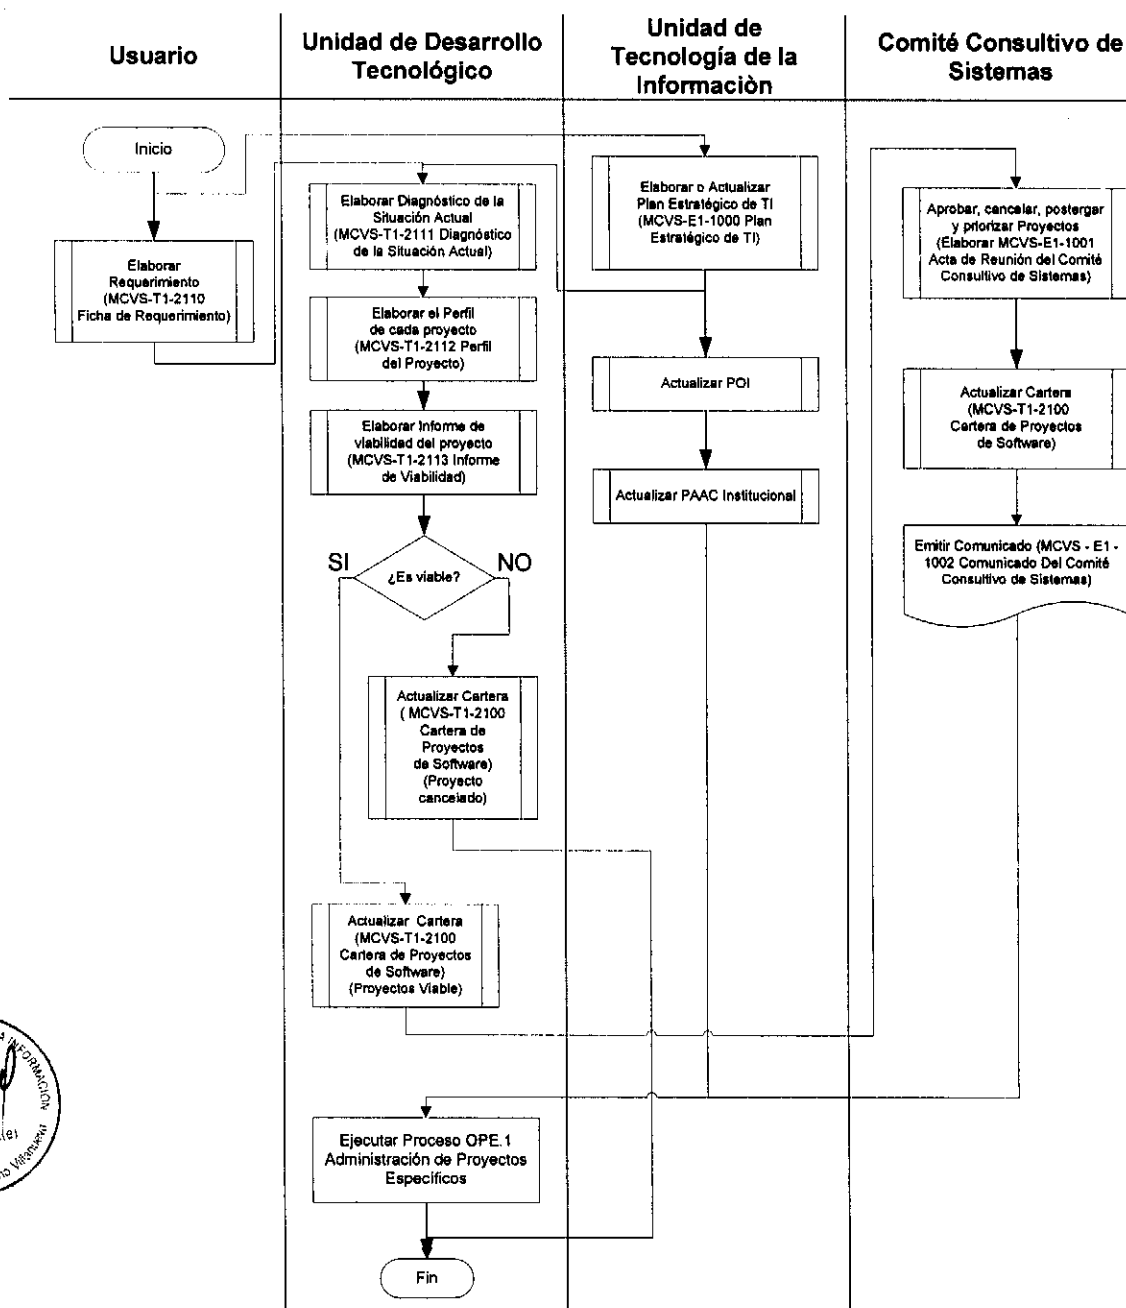 Usuario
Unidad de Desarrollo
Tecnológico
Unidad de
Tecnología de la
Informaciòn
Comité Consultivo de
Sistemas
Inicio
Elaborar
Requerimiento
(MCVS-T1-2110
Ficha de Requerimiento)
Elaborar Diagnóstico de la
Situación Actual
(MCVS-T1-2111 Diagnóstico
de la Situación Actual)
Elaborar el Perfil
de cada proyecto
(MCVS-T1-2112 Perfil
del Proyecto)
Elaborar Informe de
viabilidad del proyecto
(MCVS-T1-2113 Informe
de Viabilidad)
SI
¿Es viable?
NO
Actualizar Cartera
( MCVS-T1-2100
Cartera de
Proyectos
de Software)
(Proyecto
cancelado)
Actualizar Cartera
(MCVS-T1-2100
Cartera de Proyectos
de Software)
(Proyectos Viable)
Ejecutar Proceso OPE.1
Administración de Proyectos
Específicos
Fin
Elaborar o Actualizar
Plan Estratégico de TI
(MCVS-E1-1000 Plan
Estratégico de TI)
Actualizar POI
Actualizar PAAC Institucional
Aprobar, cancelar, postergar
y priorizar Proyectos
(Elaborar MCVS-E1-1001
Acta de Reunión del Comité
Consultivo de Sistemas)
Actualizar Cartera
(MCVS-T1-2100
Cartera de Proyectos
de Software)
Emitir Comunicado (MCVS - E1 -
1002 Comunicado Del Comité
Consultivo de Sistemas)
INFORMACION